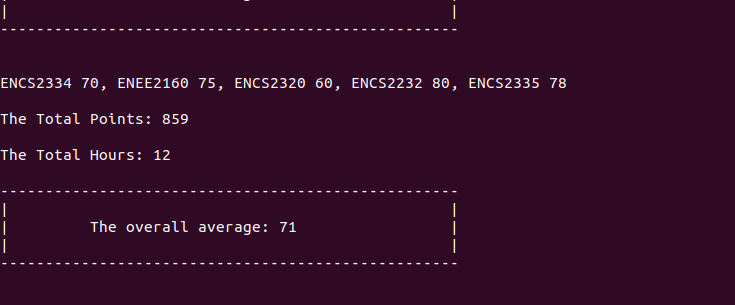 |                                                 |
---------------------------------------------------
ENCS2334 70, ENEE2160 75, ENCS2320 60, ENCS2232 80, ENCS2335 78
The Total Points: 859
The Total Hours: 12
---------------------------------------------------
|                                                 |
|         The overall average: 71                 |
|                                                 |
---------------------------------------------------